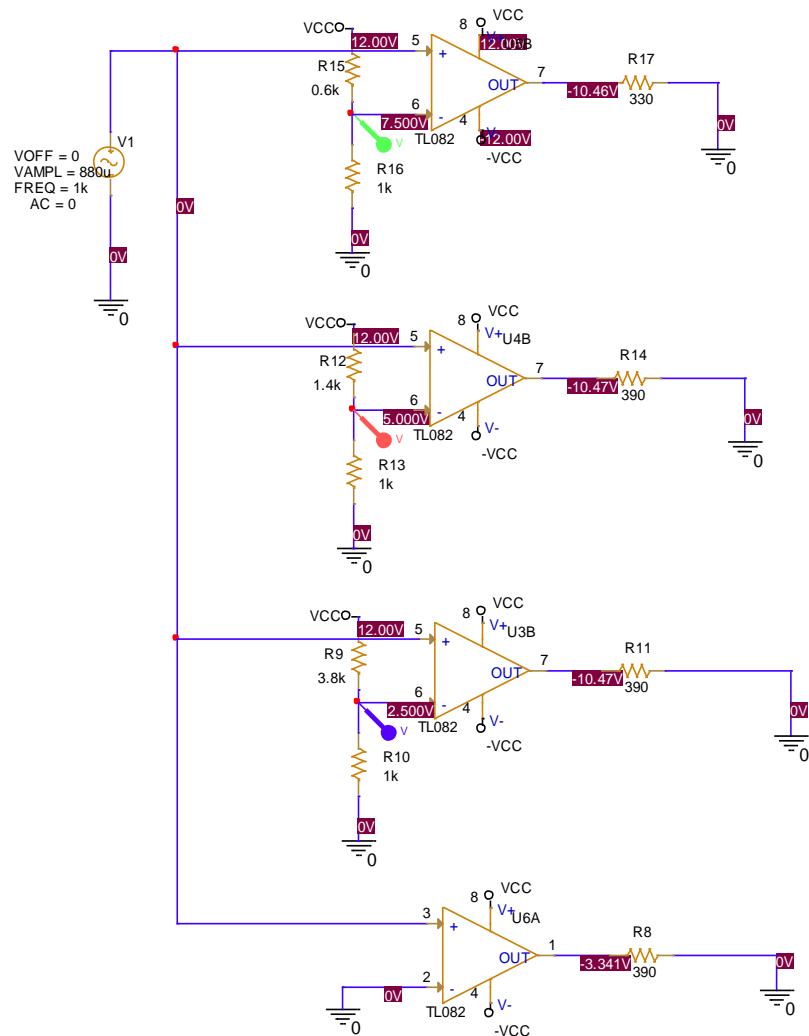 VCC
12.00V
R15
0.6k
5
+
6
-
7.500V
V
R16
1k
0V
0
8
VCC
V+
12.00V
OUT
4
-12.00V
-VCC
TL082
7
-10.46V
R17
330
0V
0
V1
VOFF = 0
VAMPL = 880u
FREQ = 1k
AC = 0
0V
0V
0
VCC
12.00V
R12
1.4k
5
+
6
-
5.000V
V
R13
1k
0V
0
8
VCC
V+
U4B
OUT
4
V-
-VCC
TL082
7
-10.47V
R14
390
0V
0
VCC
12.00V
R9
3.8k
5
+
6
-
2.500V
V
R10
1k
0V
0
8
VCC
V+
U3B
OUT
4
V-
-VCC
TL082
7
-10.47V
R11
390
0V
0
3
+
2
-
0V
0
8
VCC
V+
U6A
OUT
4
V-
-VCC
TL082
1
-3.341V
R8
390
0V
0